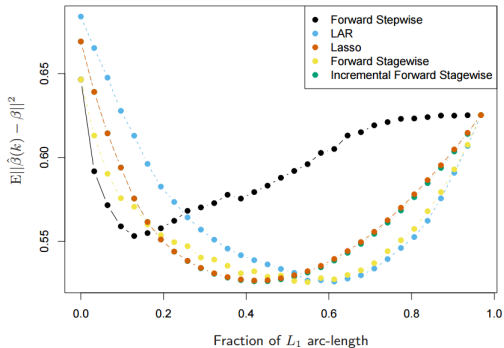 Forward Stepwise
LAR
Lasso
Forward Stagewise
Incremental Forward Stagewise
E||β̂(k) − β||²
0.65
0.60
0.55
0.0 0.2 0.4 0.6 0.8 1.0
Fraction of L₁ arc-length